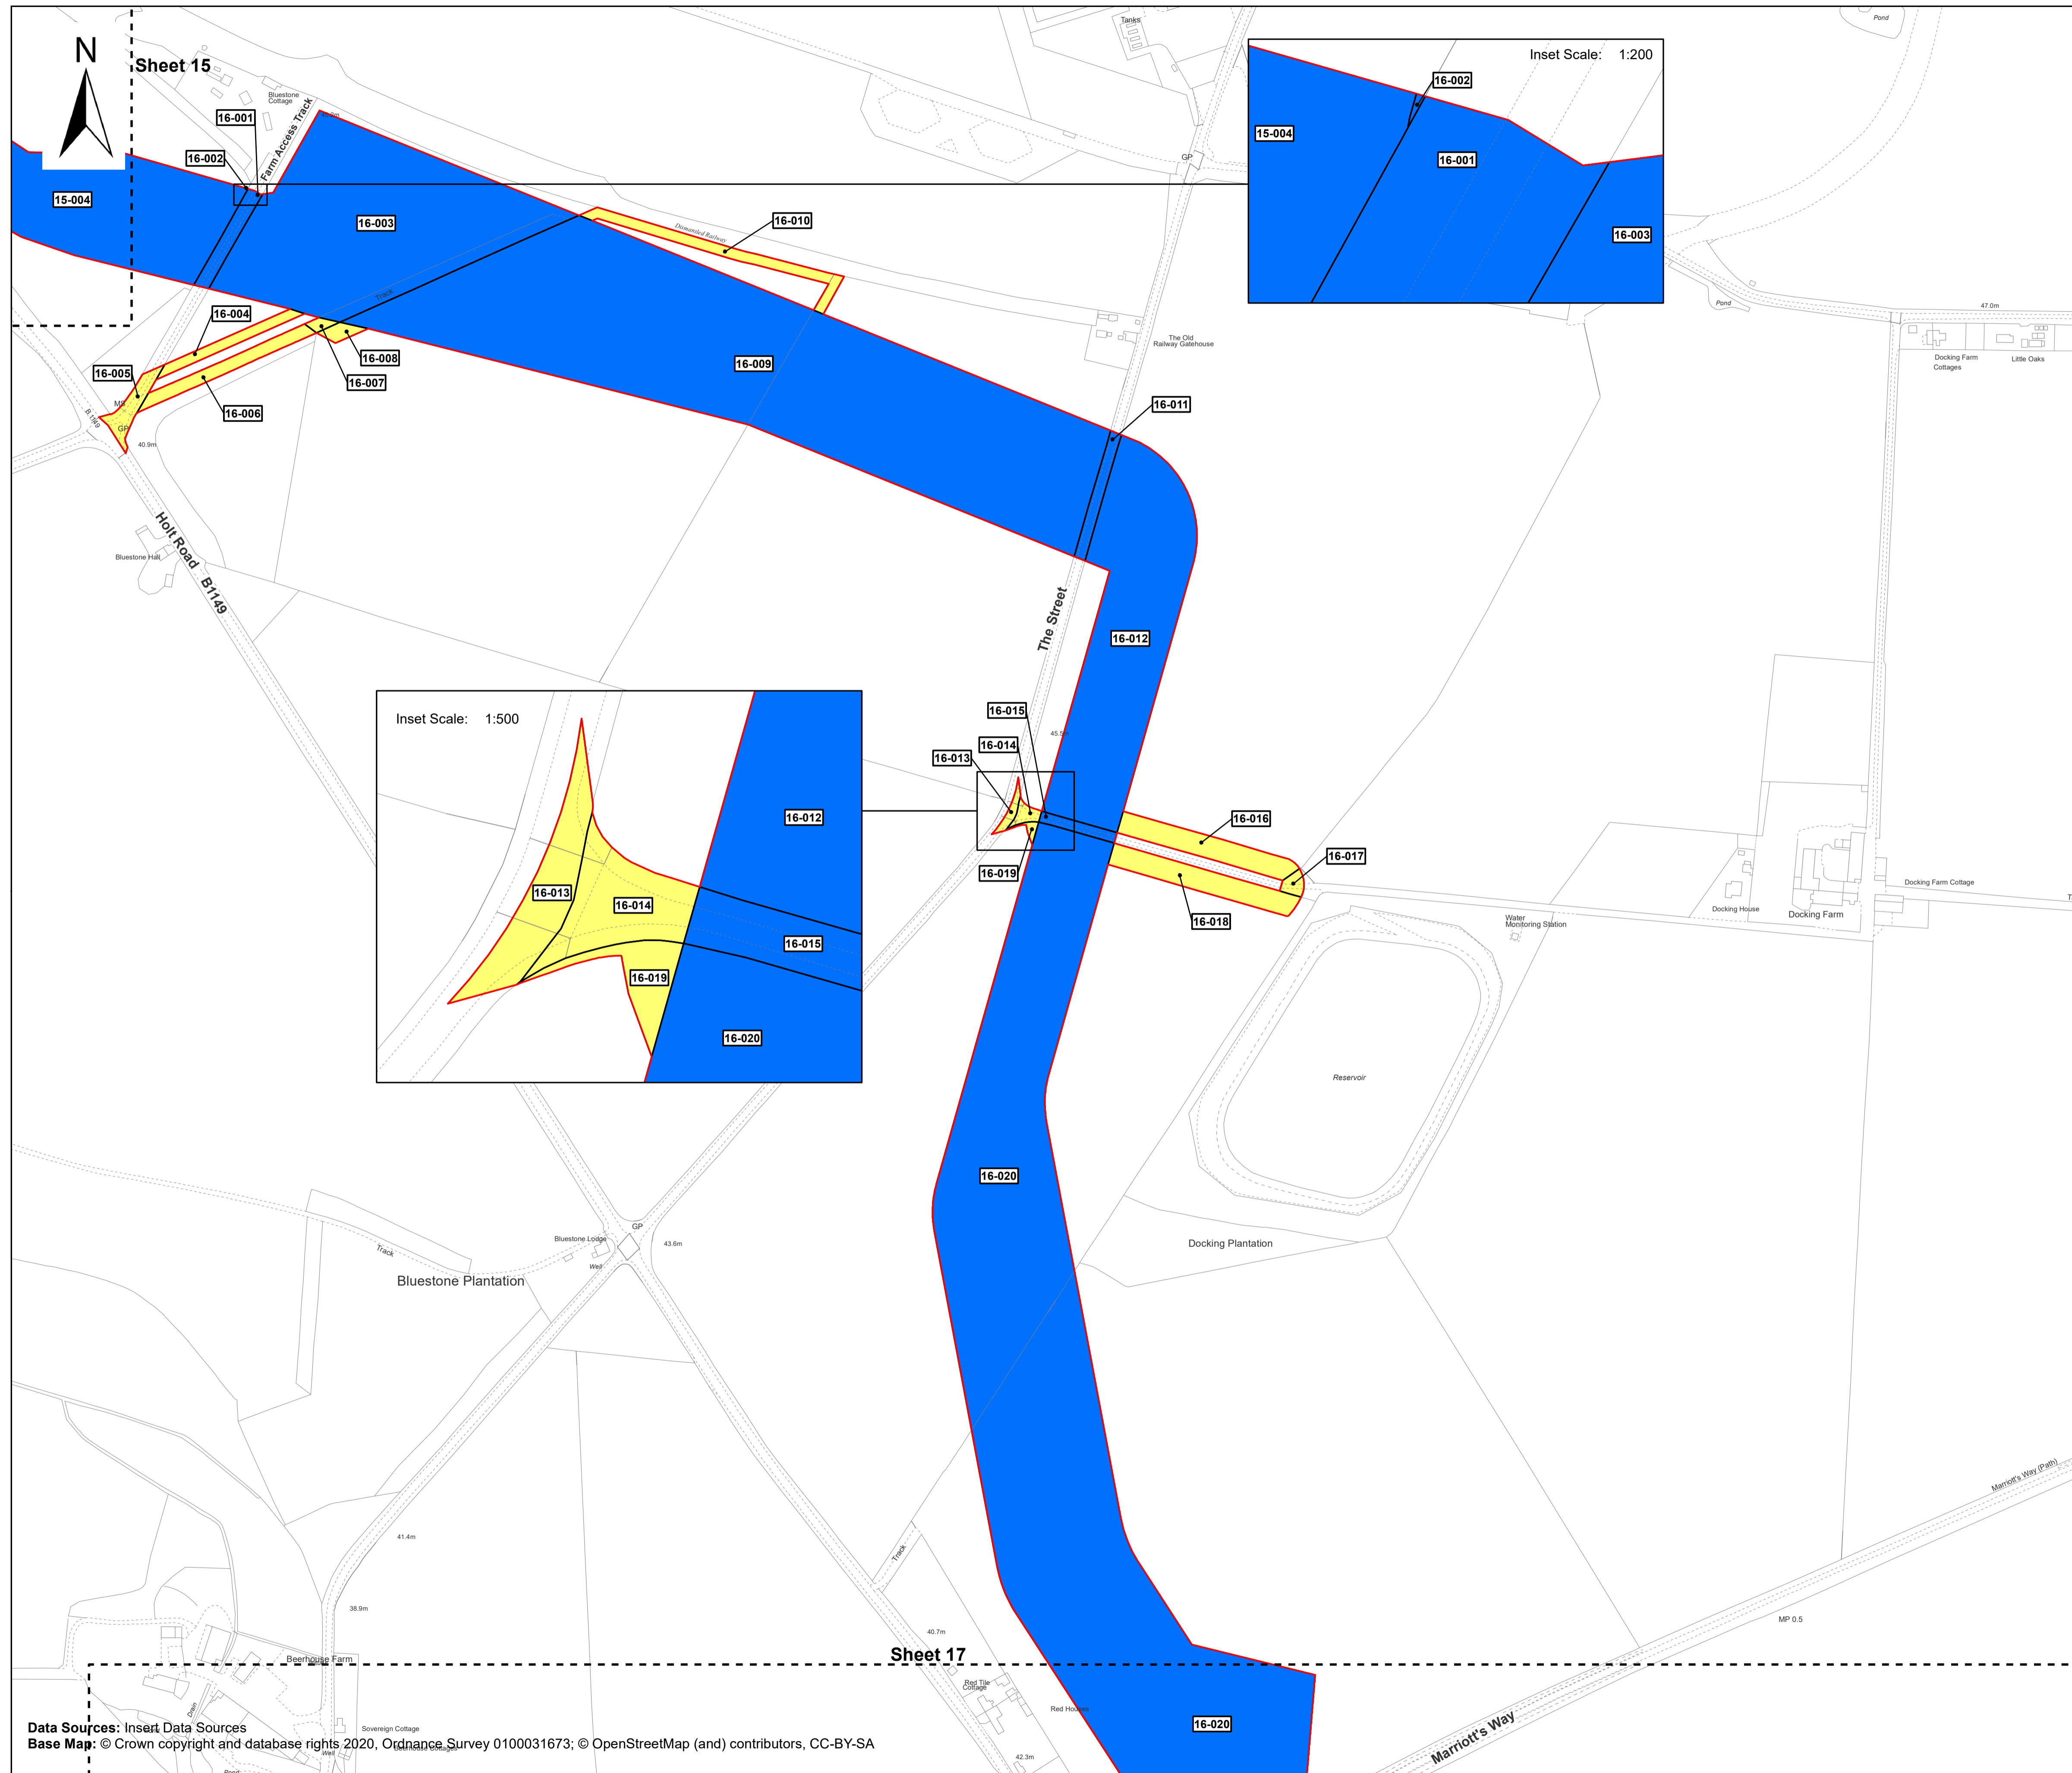 N
Sheet 15
Tanks
Pond
Inset Scale: 1:200
16-002
15-004
16-001
16-003
Bluestone
Cottage
Farm Access Track
16-001
16-002
GP
15-004
16-003
16-010
Dismantled Railway
Track
16-004
16-008
16-007
16-005
16-006
MS
GP
B 1149
40.9m
16-009
The Old
Railway Gatehouse
16-011
Pond
47.0m
Docking Farm
Cottages
Little Oaks
Holt Road B1149
Bluestone Hall
The Street
16-012
Inset Scale: 1:500
16-012
16-013
16-014
16-015
16-019
16-020
16-015
16-014
16-013
16-019
16-016
16-017
16-018
Docking House
Docking Farm
Docking Farm Cottage
Water
Monitoring Station
Reservoir
16-020
Docking Plantation
GP
Bluestone Lodge
43.6m
Well
Track
Bluestone Plantation
41.4m
38.9m
Track
Marriott's Way (Path)
MP 0.5
40.7m
Sheet 17
Beerhouse Farm
Red Tile
Cottage
Drain
16-020
Marriott's Way
Sovereign Cottage
Well
42.3m
Pond
Data Sources: Insert Data Sources
Base Map: © Crown copyright and database rights 2020, Ordnance Survey 0100031673; © OpenStreetMap (and) contributors, CC-BY-SA